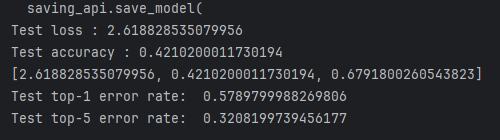 saving_api.save_model(
Test loss : 2.618828535079956
Test accuracy : 0.4210200011730194
[2.618828535079956, 0.4210200011730194, 0.6791800260543823]
Test top-1 error rate:  0.5789799988269806
Test top-5 error rate:  0.3208199739456177